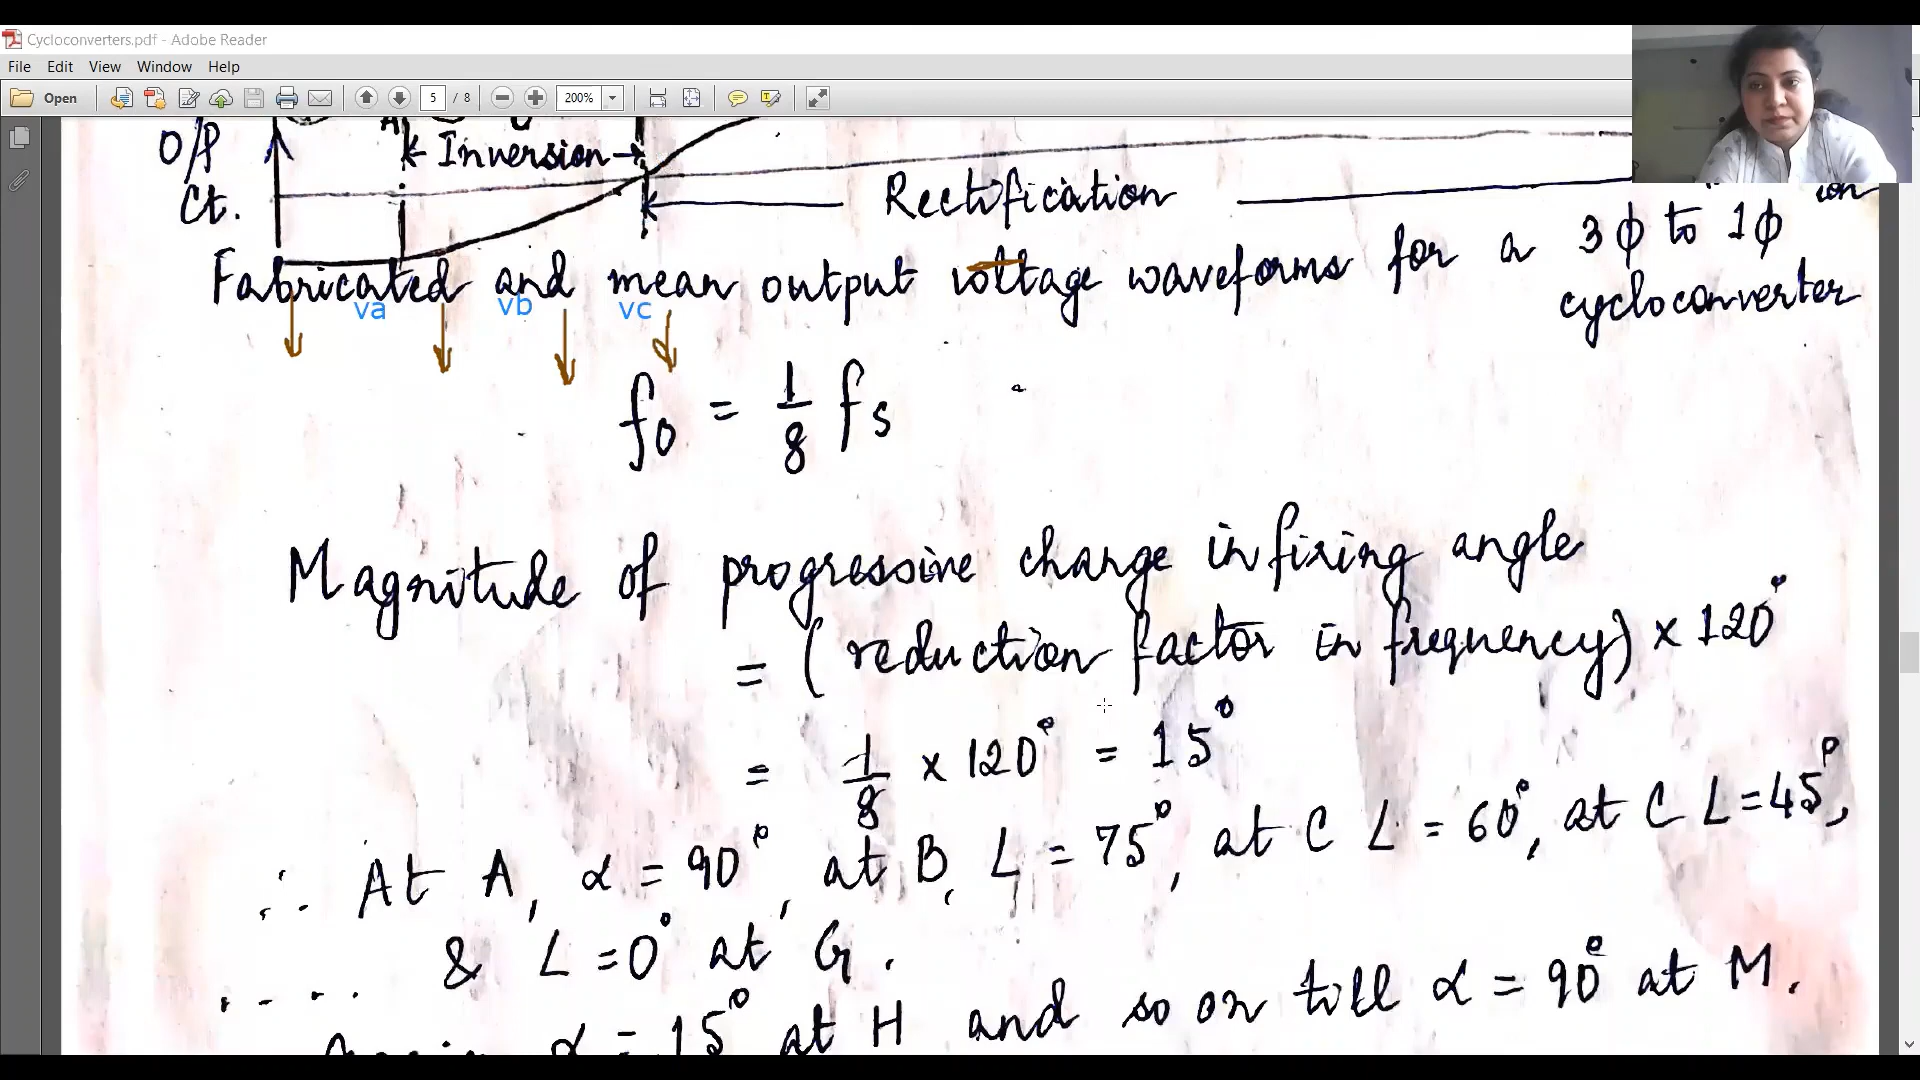 Cycloconverters.pdf - Adobe Reader
File Edit View Window Help
Open 5 / 8 200%
O/P
Ct.
Inversion
Rectification
Fabricated and mean output voltage waveforms for a 3ϕ to 1ϕ
cycloconverter
va vb vc
fo = 1/8 fs
Magnitude of progressive change in firing angle
= (reduction factor in frequency) × 120°
= 1/8 × 120° = 15°
∴ At A, α = 90°, at B, L = 75°, at C L = 60°, at C L = 45°,
.... & L = 0° at G.
α = 15° at H and so on till α = 90° at M.